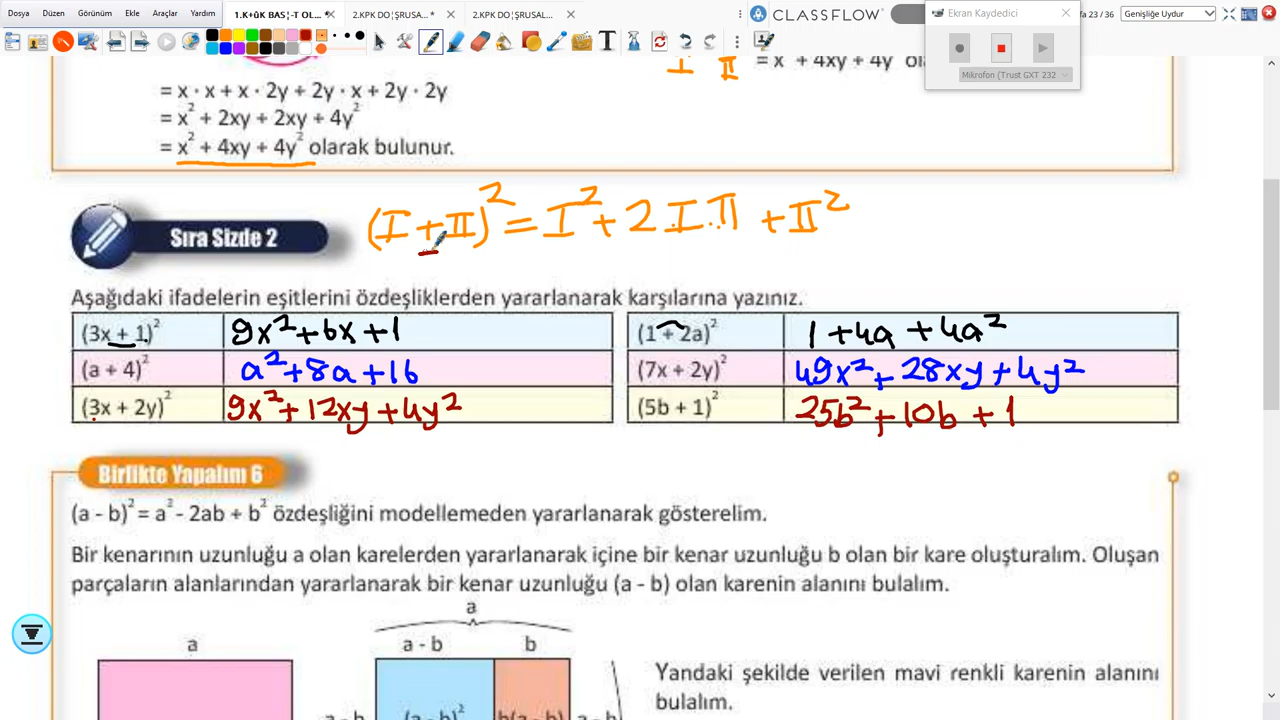 Dosya Düzen Görünüm Ekle Araçlar Yardım
2.KPK DO¦ŞRUSA... *
2.KPK DO¦ŞRUSAL...
CLASSFLOW
23 / 36
Genişliğe Uydur
Ekran Kaydedici
Mikrofon (Trust GXT 232
= x · x + x · 2y + 2y · x + 2y · 2y
= x² + 2xy + 2xy + 4y²
= x² + 4xy + 4y² olarak bulunur.
I II
(I + II)² = I² + 2.I.II + II²
Sıra Sizde 2
Aşağıdaki ifadelerin eşitlerini özdeşliklerden yararlanarak karşılarına yazınız.
(3x + 1)² 9x² + 6x + 1 (1 + 2a)² 1 + 4a + 4a²
(a + 4)² a² + 8a + 16 (7x + 2y)² 49x² + 28xy + 4y²
(3x + 2y)² 9x² + 12xy + 4y² (5b + 1)² 25b² + 10b + 1
Birlikte Yapalım 6
(a - b)² = a² - 2ab + b² özdeşliğini modellemeden yararlanarak gösterelim.
Bir kenarının uzunluğu a olan karelerden yararlanarak içine bir kenar uzunluğu b olan bir kare oluşturalım. Oluşan
parçaların alanlarından yararlanarak bir kenar uzunluğu (a - b) olan karenin alanını bulalım.
a
a a - b b
Yandaki şekilde verilen mavi renkli karenin alanını
bulalım.